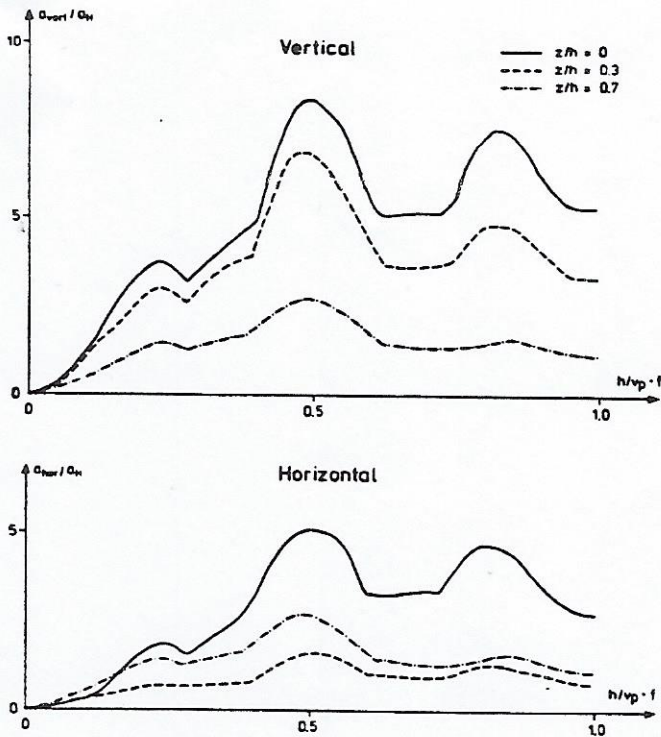 a_vert / a_H
10
Vertical
z/h = 0
z/h = 0.3
z/h = 0.7
5
0
0
0.5
1.0
h/v_p · f
a_hor / a_H
Horizontal
5
0
0
0.5
1.0
h/v_p · f